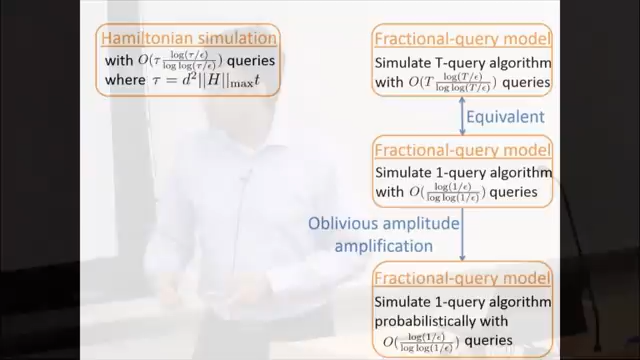 Hamiltonian simulation
with O(τ log(τ/ϵ)/log log(τ/ϵ)) queries
where τ = d²||H||max t
Fractional-query model
Simulate T-query algorithm
with O(T log(T/ϵ)/log log(T/ϵ)) queries
Equivalent
Fractional-query model
Simulate 1-query algorithm
with O(log(1/ϵ)/log log(1/ϵ)) queries
Oblivious amplitude
amplification
Fractional-query model
Simulate 1-query algorithm
probabilistically with
O(log(1/ϵ)/log log(1/ϵ)) queries